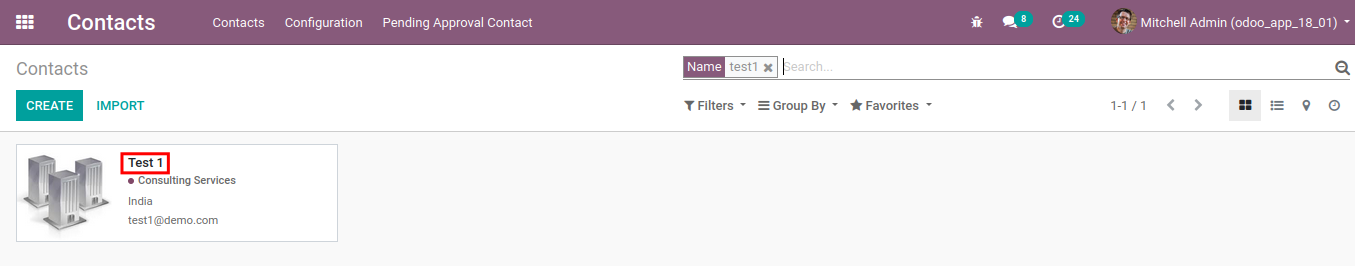 Contacts Contacts Configuration Pending Approval Contact 8 24 Mitchell Admin (odoo_app_18_01)
Contacts Name test1 Search...
CREATE IMPORT Filters Group By Favorites 1-1 / 1
Test 1
Consulting Services
India
test1@demo.com